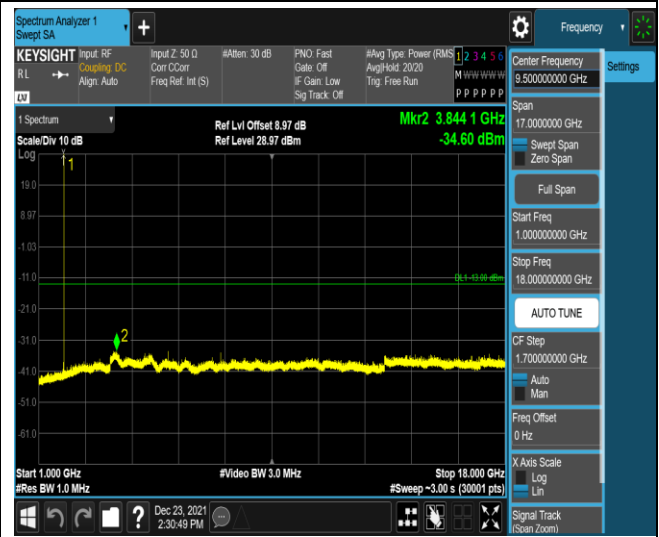 Spectrum Analyzer 1
Swept SA
Frequency
KEYSIGHT
RL
Input: RF
Coupling: DC
Align: Auto
Input Z: 50 Ω
Corr CCorr
Freq Ref: Int (S)
#Atten: 30 dB
PNO: Fast
Gate: Off
IF Gain: Low
Sig Track: Off
#Avg Type: Power (RMS
Avg|Hold: 20/20
Trig: Free Run
1 2 3 4 5 6
M W W W W W
P P P P P P
LXI
1 Spectrum
Scale/Div 10 dB
Log
Ref Lvl Offset 8.97 dB
Ref Level 28.97 dBm
Mkr2 3.844 1 GHz
-34.60 dBm
1
19.0
8.97
-1.03
-11.0
DL1 -13.00 dBm
-21.0
-31.0
2
-41.0
-51.0
-61.0
Start 1.000 GHz
#Res BW 1.0 MHz
#Video BW 3.0 MHz
Stop 18.000 GHz
#Sweep ~3.00 s (30001 pts)
Dec 23, 2021
2:30:49 PM
Center Frequency
9.500000000 GHz
Settings
Span
17.0000000 GHz
Swept Span
Zero Span
Full Span
Start Freq
1.000000000 GHz
Stop Freq
18.000000000 GHz
AUTO TUNE
CF Step
1.700000000 GHz
Auto
Man
Freq Offset
0 Hz
X Axis Scale
Log
Lin
Signal Track
(Span Zoom)